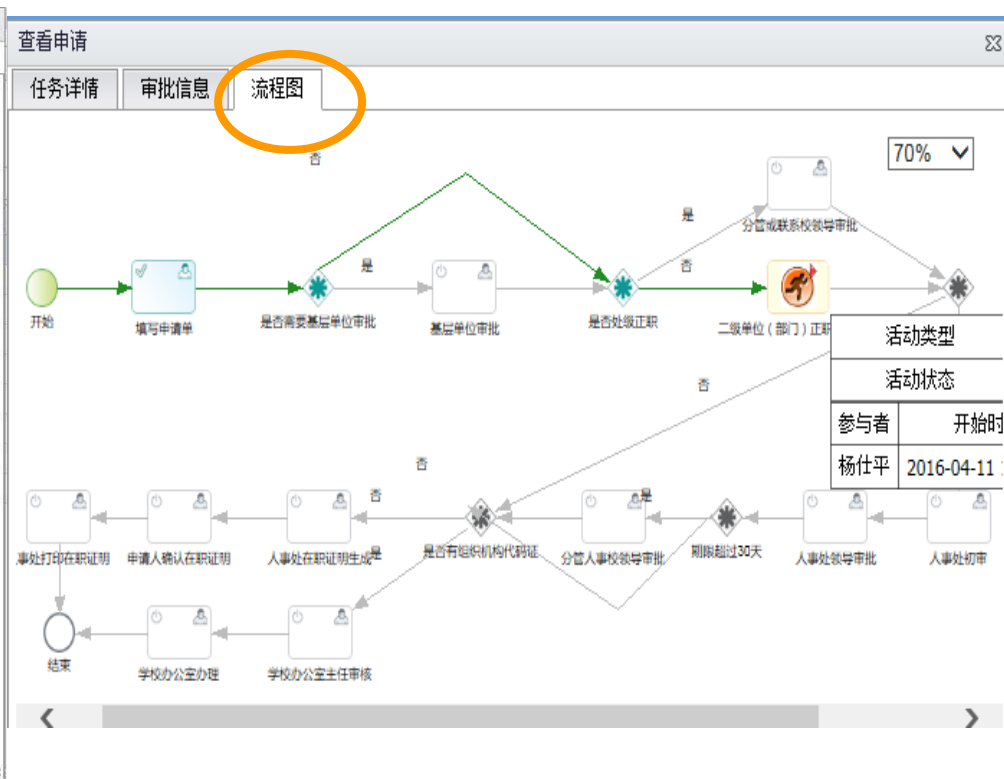 查看申请
任务详情
审批信息
流程图
70%
否
是
分管或联系校领导审批
是
否
开始
填写申请单
是否需要基层单位审批
基层单位审批
是否处级正职
二级单位（部门）正职
活动类型
活动状态
参与者
开始时
杨仕平
2016-04-11
否
否
否
是
事处打印在职证明
申请人确认在职证明
人事处在职证明生成
是
是否有组织机构代码证
分管人事校领导审批
期限超过30天
人事处领导审批
人事处初审
结束
学校办公室办理
学校办公室主任审核